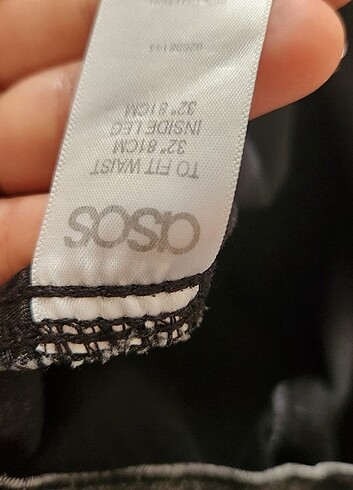 asos
TO FIT WAIST
32" 81CM
INSIDE LEG
32" 81CM